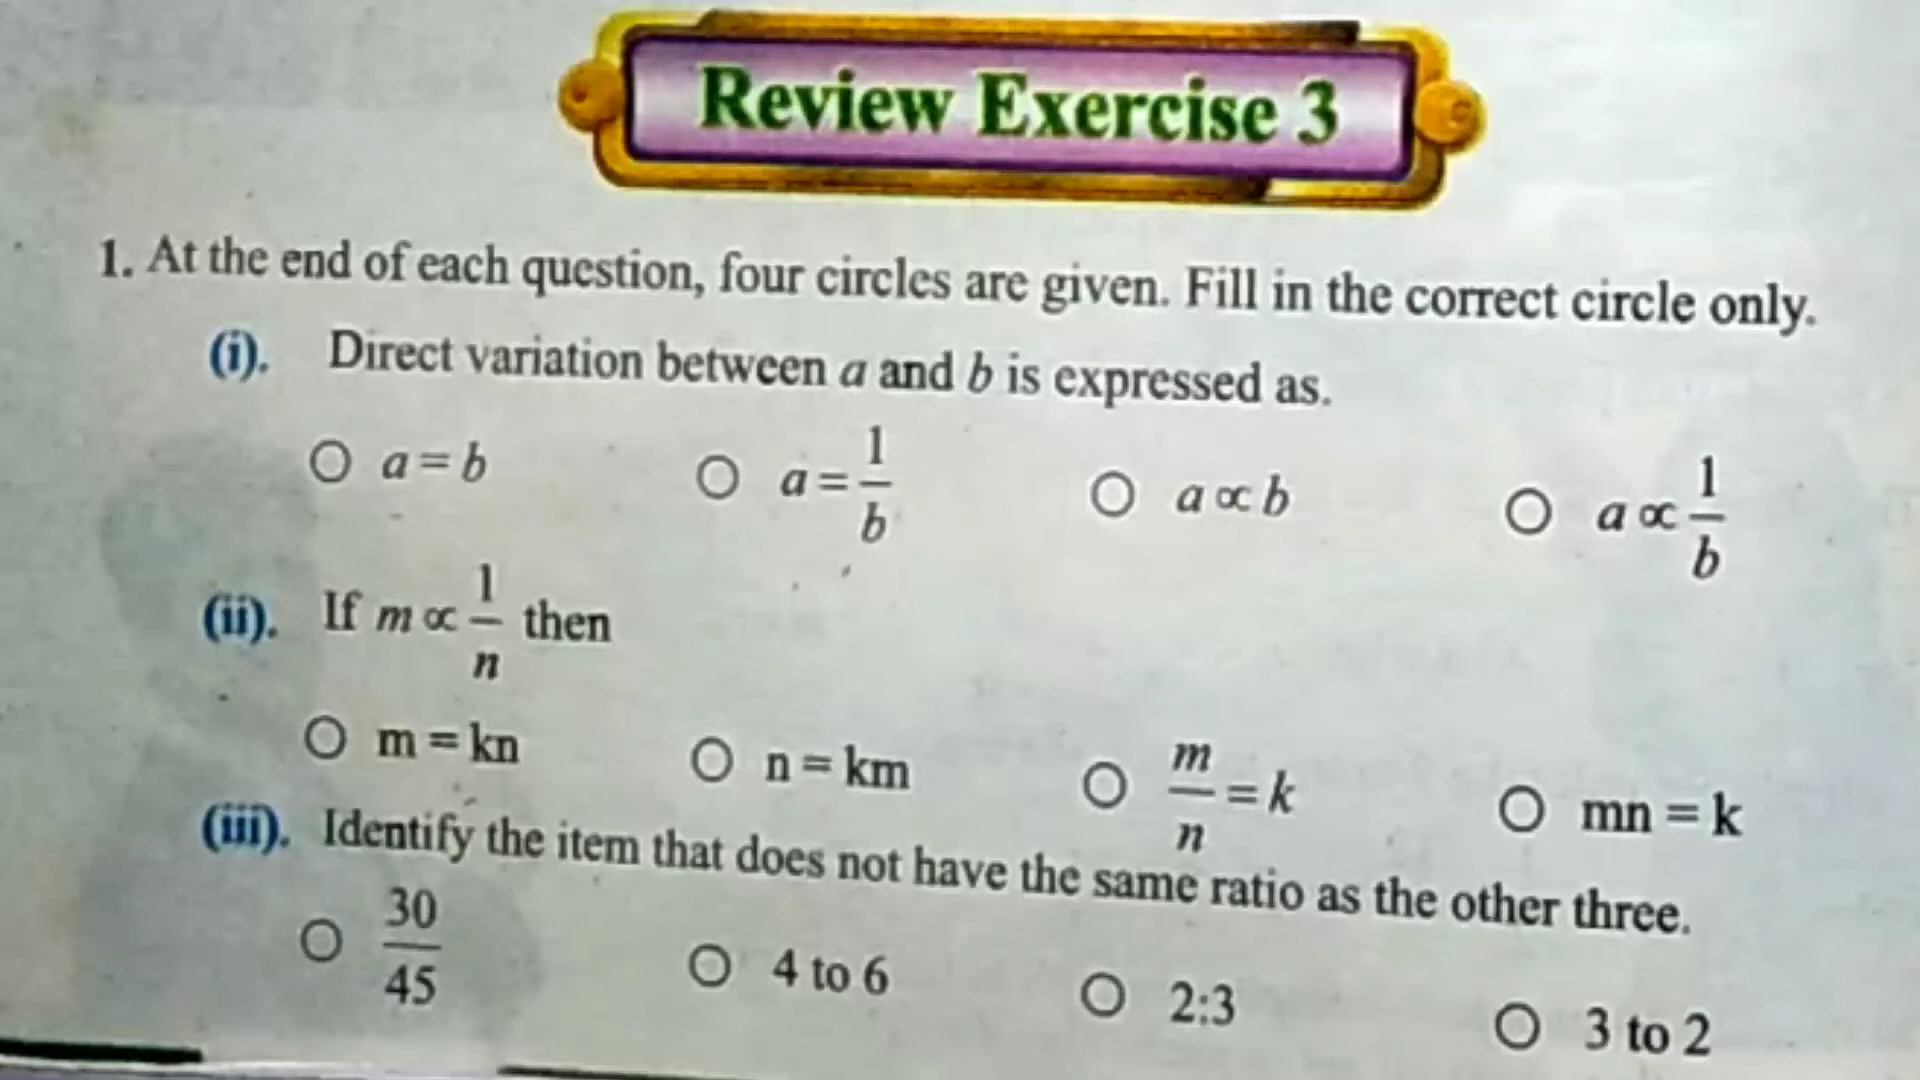 Review Exercise 3
1. At the end of each question, four circles are given. Fill in the correct circle only.
(i). Direct variation between a and b is expressed as.
○ a = b ○ a = 1/b ○ a ∝ b ○ a ∝ 1/b
(ii). If m ∝ 1/n then
○ m = kn ○ n = km ○ m/n = k ○ mn = k
(iii). Identify the item that does not have the same ratio as the other three.
○ 30/45 ○ 4 to 6 ○ 2:3 ○ 3 to 2